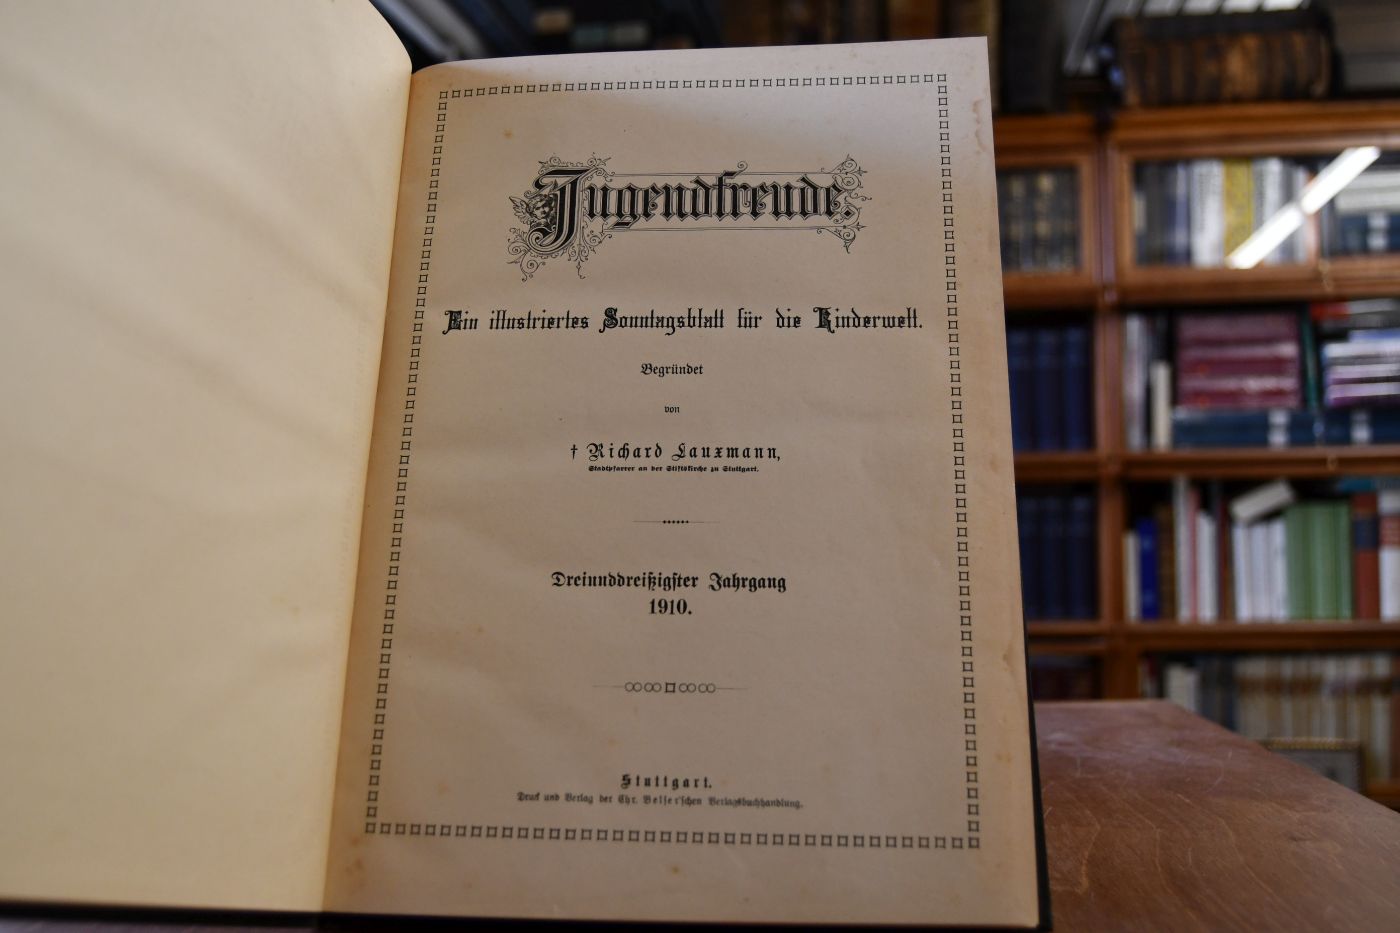 Jugendfreude.
Ein illustriertes Sonntagsblatt für die Kinderwelt.
Begründet
von
† Richard Lauxmann,
Stadtpfarrer an der Stiftskirche zu Stuttgart.
Dreiunddreißigster Jahrgang
1910.
Stuttgart.
Druck und Verlag der Chr. Belser'schen Verlagsbuchhandlung.